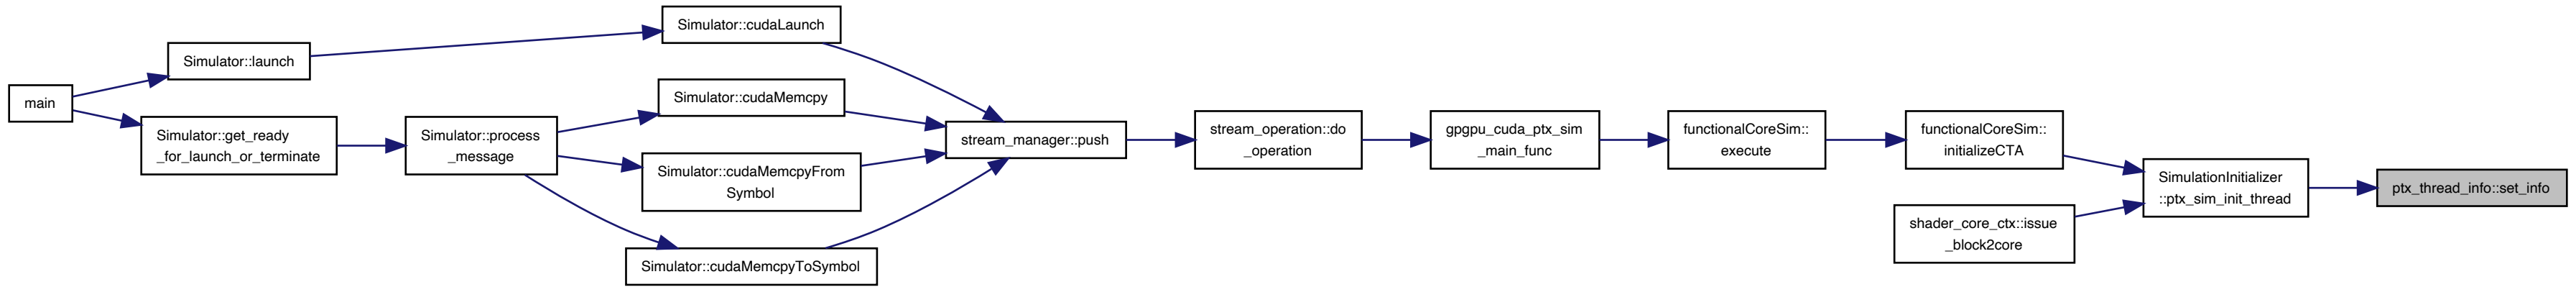 main
Simulator::launch
Simulator::get_ready
_for_launch_or_terminate
Simulator::process
_message
Simulator::cudaLaunch
Simulator::cudaMemcpy
Simulator::cudaMemcpyFrom
Symbol
Simulator::cudaMemcpyToSymbol
stream_manager::push
stream_operation::do
_operation
gpgpu_cuda_ptx_sim
_main_func
functionalCoreSim::
execute
functionalCoreSim::
initializeCTA
shader_core_ctx::issue
_block2core
SimulationInitializer
::ptx_sim_init_thread
ptx_thread_info::set_info